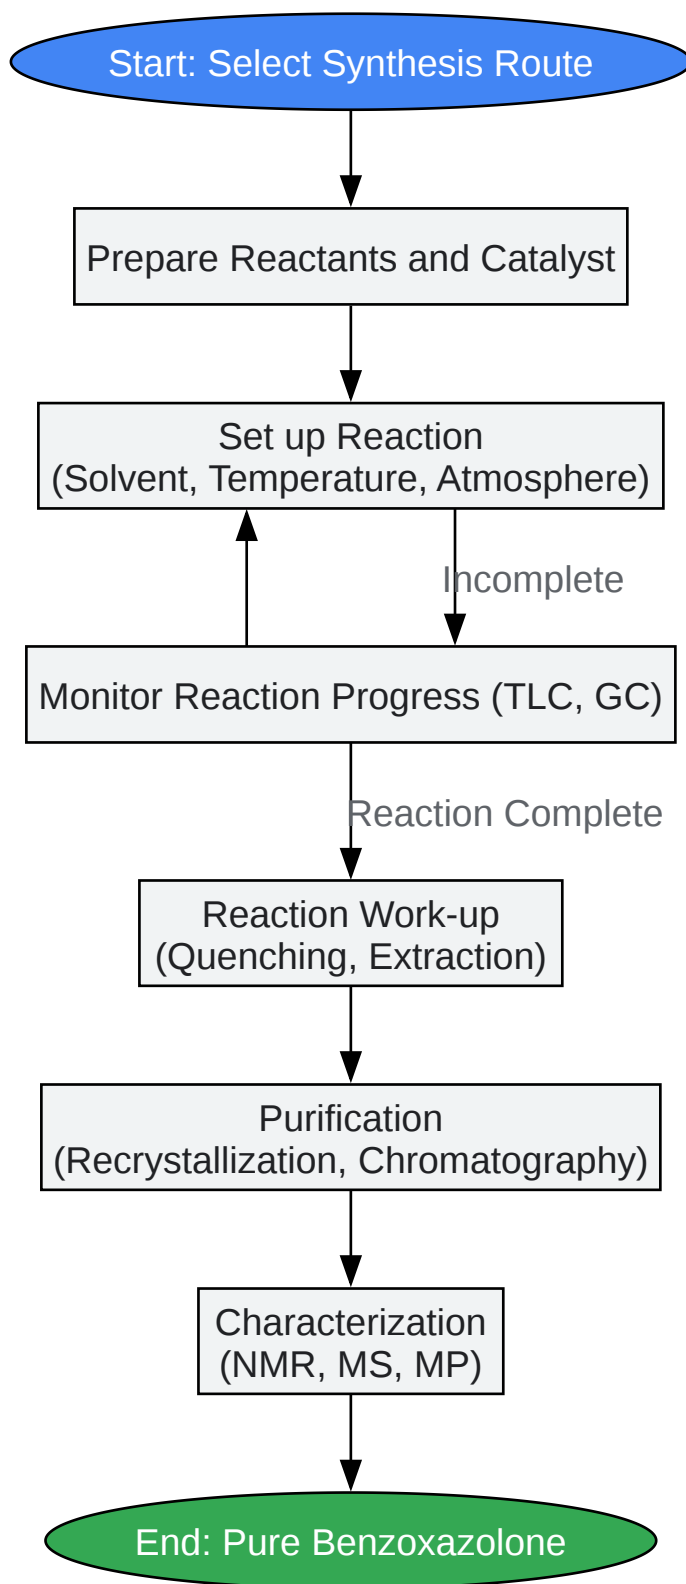 Start: Select Synthesis Route
Prepare Reactants and Catalyst
Set up Reaction
(Solvent, Temperature, Atmosphere)
Incomplete
Monitor Reaction Progress (TLC, GC)
Reaction Complete
Reaction Work-up
(Quenching, Extraction)
Purification
(Recrystallization, Chromatography)
Characterization
(NMR, MS, MP)
End: Pure Benzoxazolone